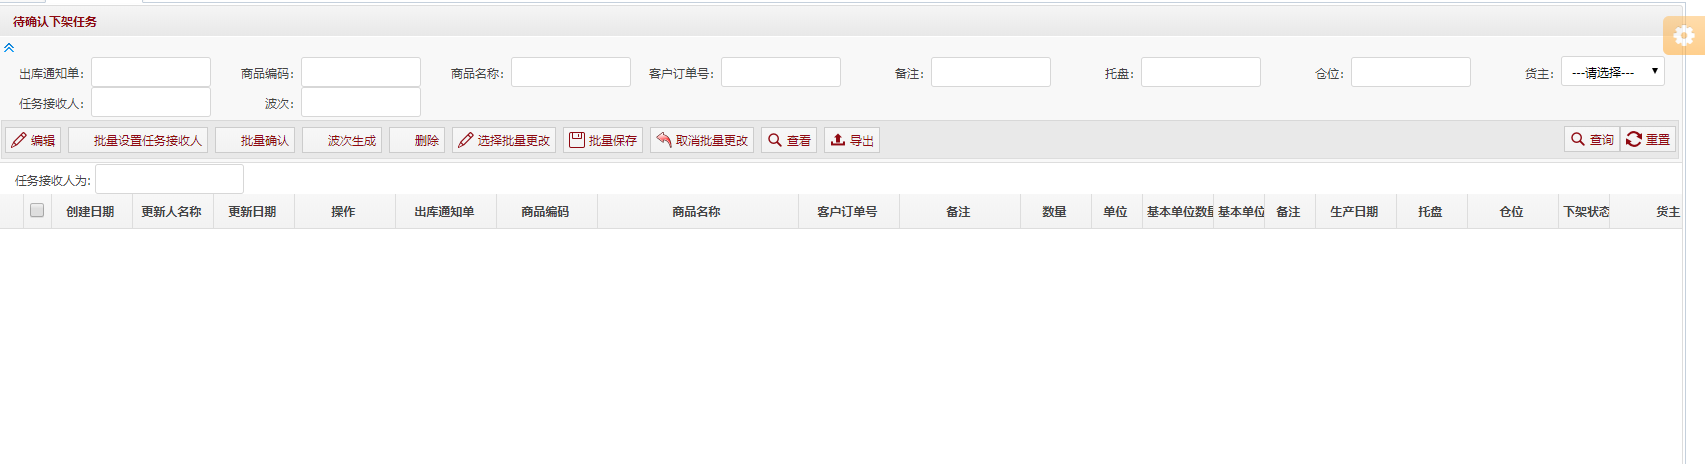 待确认下架任务
出库通知单: 商品编码: 商品名称: 客户订单号: 备注: 托盘: 仓位: 货主: ---请选择---
任务接收人: 波次:
编辑 批量设置任务接收人 批量确认 波次生成 删除 选择批量更改 批量保存 取消批量更改 查看 导出 查询 重置
任务接收人为:
创建日期 更新人名称 更新日期 操作 出库通知单 商品编码 商品名称 客户订单号 备注 数量 单位 基本单位数量 基本单位 备注 生产日期 托盘 仓位 下架状态 货主